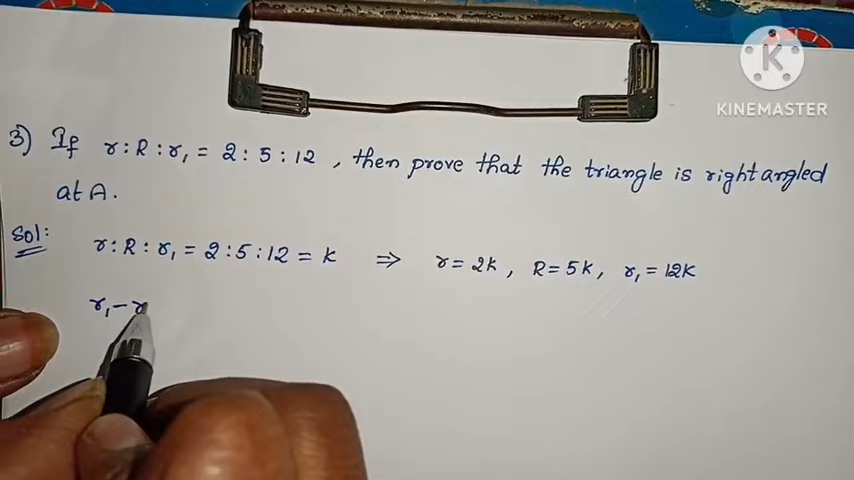 K
KINEMASTER
3) If r : R : r₁ = 2 : 5 : 12 , then prove that the triangle is right angled
at A.
Sol: r : R : r₁ = 2 : 5 : 12 = k ⇒ r = 2k , R = 5k , r₁ = 12k
r₁ − r